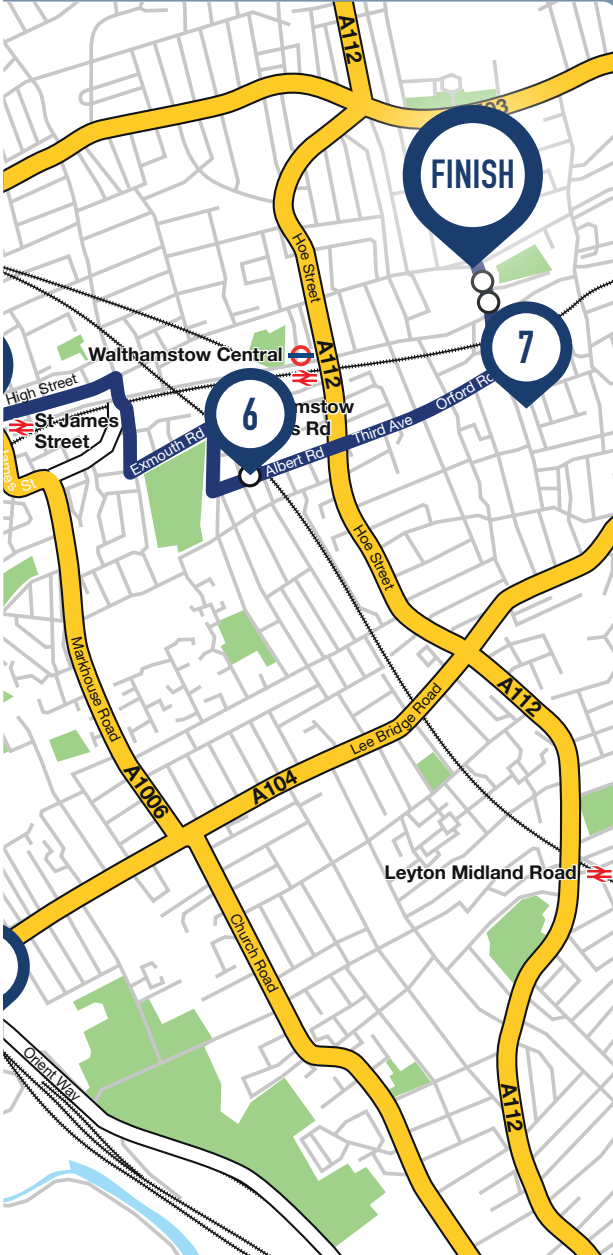 A112
FINISH
Hoe Street
7
Walthamstow Central
A112
High Street
6
St James
Street
Orford Rd
Third Ave
Exmouth Rd
Albert Rd
Hoe Street
Markhouse Road
A112
Lee Bridge Road
A1006
A104
Leyton Midland Road
Church Road
Orient Way
A112